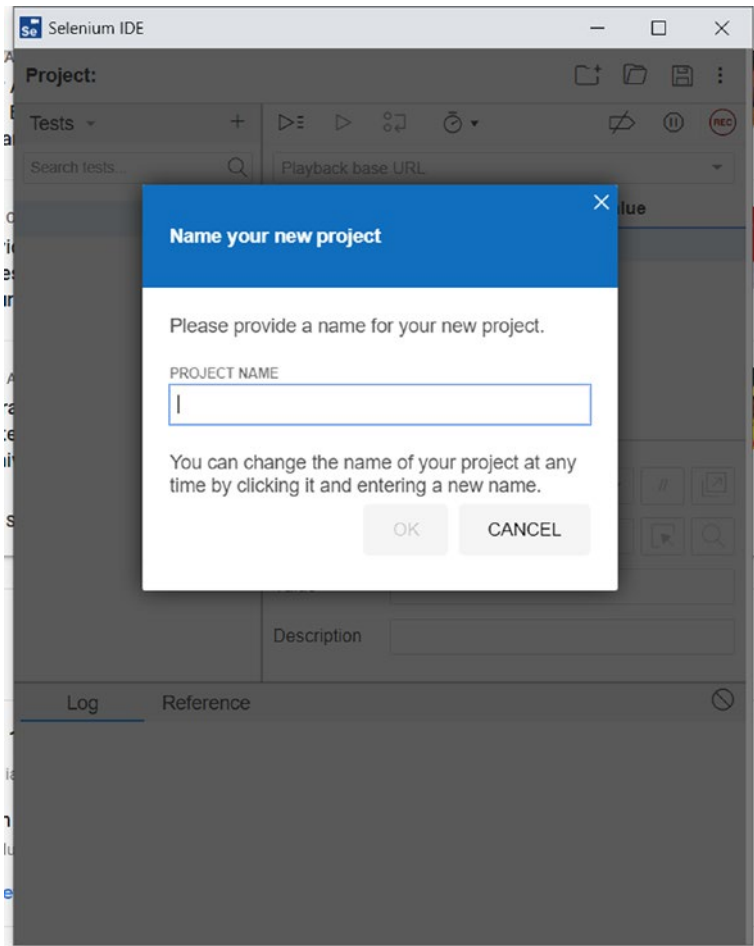 Se Selenium IDE
Project:
Tests
REC
Search tests...
Playback base URL
Name your new project
Please provide a name for your new project.
PROJECT NAME
You can change the name of your project at any
time by clicking it and entering a new name.
OK CANCEL
//
Description
Log Reference